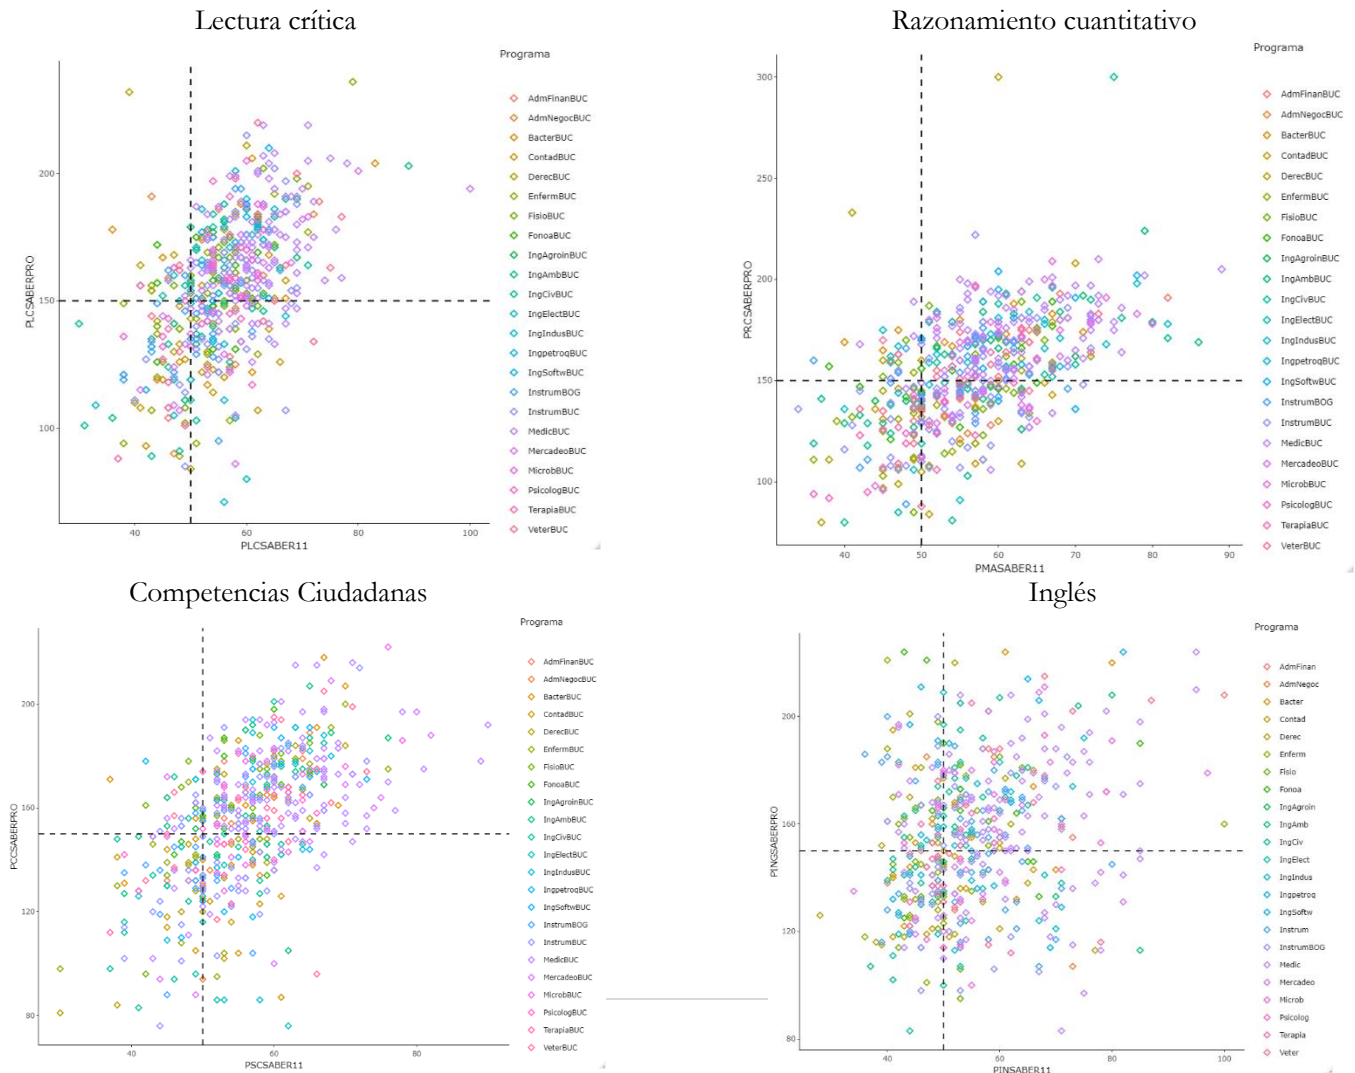 Lectura crítica
Programa
AdmFinanBUC
AdmNegocBUC
BacterBUC
ContadBUC
DerecBUC
EnfermBUC
FisioBUC
FonoaBUC
IngAgroinBUC
IngAmbBUC
IngCivBUC
IngElectBUC
IngIndusBUC
IngpetroqBUC
IngSoftwBUC
InstrumBOG
InstrumBUC
MedicBUC
MercadeoBUC
MicrobBUC
PsicologBUC
TerapiaBUC
VeterBUC
200
150
100
PLCSABERPRO
40 60 80 100
PLCSABER11
Razonamiento cuantitativo
Programa
AdmFinanBUC
AdmNegocBUC
BacterBUC
ContadBUC
DerecBUC
EnfermBUC
FisioBUC
FonoaBUC
IngAgroinBUC
IngAmbBUC
IngCivBUC
IngElectBUC
IngIndusBUC
IngpetroqBUC
IngSoftwBUC
InstrumBOG
InstrumBUC
MedicBUC
MercadeoBUC
MicrobBUC
PsicologBUC
TerapiaBUC
VeterBUC
300
250
200
150
100
PRCSABERPRO
40 50 60 70 80 90
PMASABER11
Competencias Ciudadanas
Programa
AdmFinanBUC
AdmNegocBUC
BacterBUC
ContadBUC
DerecBUC
EnfermBUC
FisioBUC
FonoaBUC
IngAgroinBUC
IngAmbBUC
IngCivBUC
IngElectBUC
IngIndusBUC
IngpetroqBUC
IngSoftwBUC
InstrumBOG
InstrumBUC
MedicBUC
MercadeoBUC
MicrobBUC
PsicologBUC
TerapiaBUC
VeterBUC
200
160
120
80
PCCSABERPRO
40 60 80
PSCSABER11
Inglés
Programa
AdmFinan
AdmNegoc
Bacter
Contad
Derec
Enferm
Fisio
Fonoa
IngAgroin
IngAmb
IngCiv
IngElect
IngIndus
Ingpetroq
IngSoftw
Instrum
InstrumBOG
Medic
Mercadeo
Microb
Psicolog
Terapia
Veter
200
160
120
80
PINGSABERPRO
40 60 80 100
PINSABER11